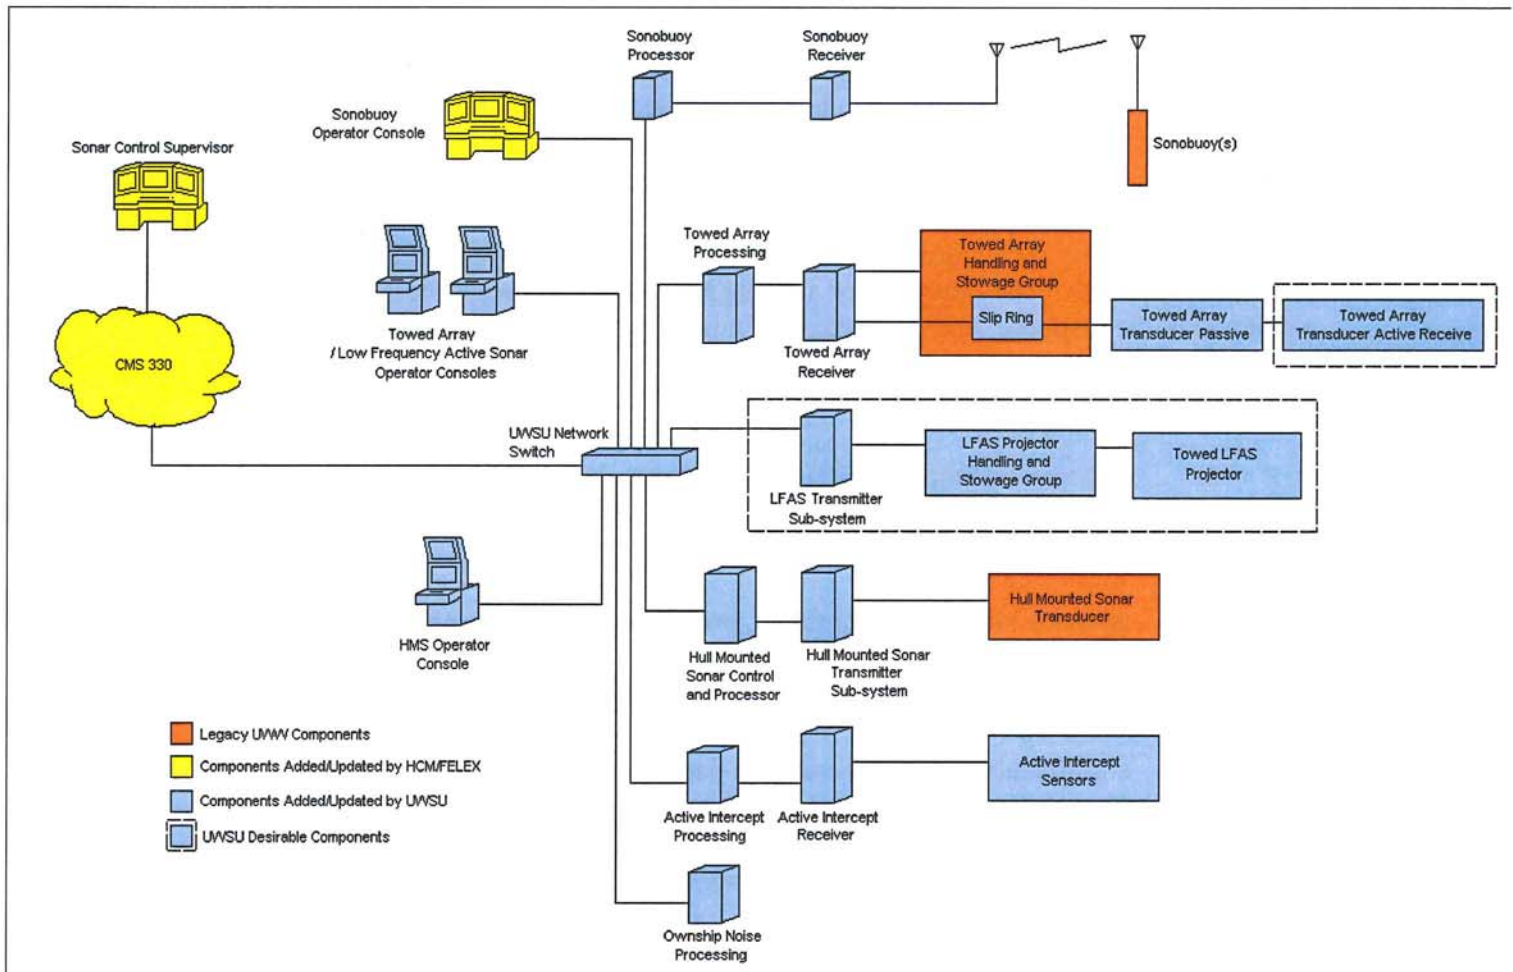 Sonobuoy
Processor
Sonobuoy
Receiver
Sonobuoy
Operator Console
Sonobuoy(s)
Sonar Control Supervisor
CMS 330
Towed Array
/ Low Frequency Active Sonar
Operator Consoles
Towed Array
Processing
Towed Array
Receiver
Towed Array
Handling and
Stowage Group
Slip Ring
Towed Array
Transducer Passive
Towed Array
Transducer Active Receive
UWSU Network
Switch
LFAS Transmitter
Sub-system
LFAS Projector
Handling and
Stowage Group
Towed LFAS
Projector
HMS Operator
Console
Hull Mounted
Sonar Control
and Processor
Hull Mounted Sonar
Transmitter
Sub-system
Hull Mounted Sonar
Transducer
Active Intercept
Processing
Active Intercept
Receiver
Active Intercept
Sensors
Ownship Noise
Processing
Legacy UWW Components
Components Added/Updated by HCM/FELEX
Components Added/Updated by UWSU
UWSU Desirable Components